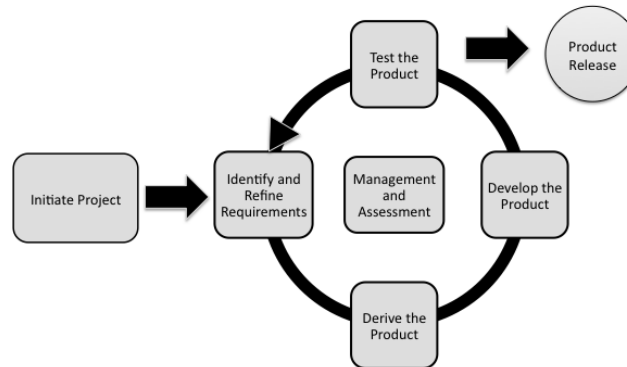 Test the
Product
Product
Release
Initiate Project
Identify and
Refine
Requirements
Management
and
Assessment
Develop the
Product
Derive the
Product